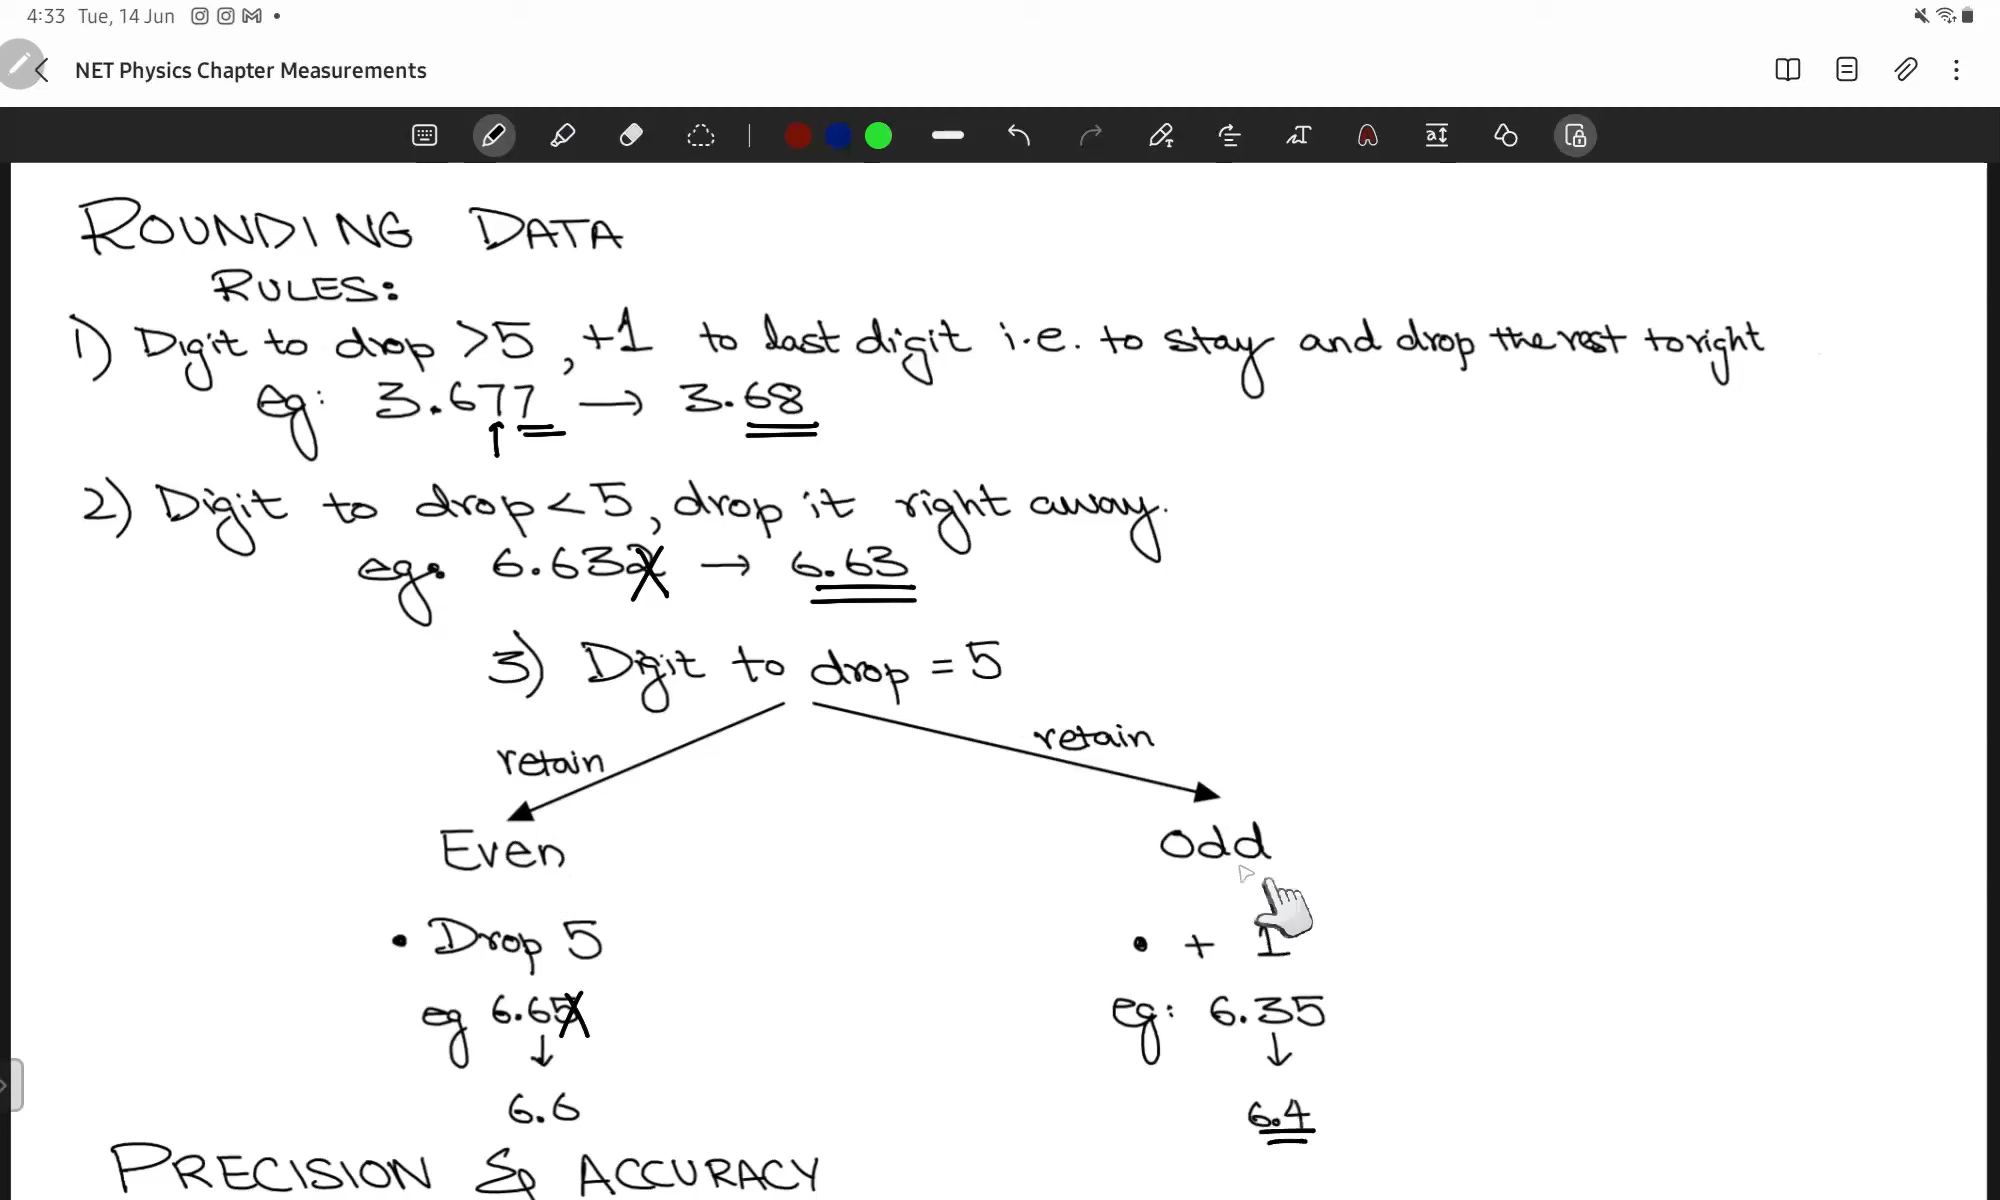 4:33 Tue, 14 Jun
NET Physics Chapter Measurements
ROUNDING DATA
RULES:
1) Digit to drop >5, +1 to last digit i.e. to stay and drop the rest to right
eg: 3.677 → 3.68
2) Digit to drop < 5, drop it right away.
eg: 6.632 → 6.63
3) Digit to drop = 5
retain
retain
Even
Odd
• Drop 5
• + 1
eg 6.65
eg: 6.35
↓
↓
6.6
6.4
PRECISION & ACCURACY